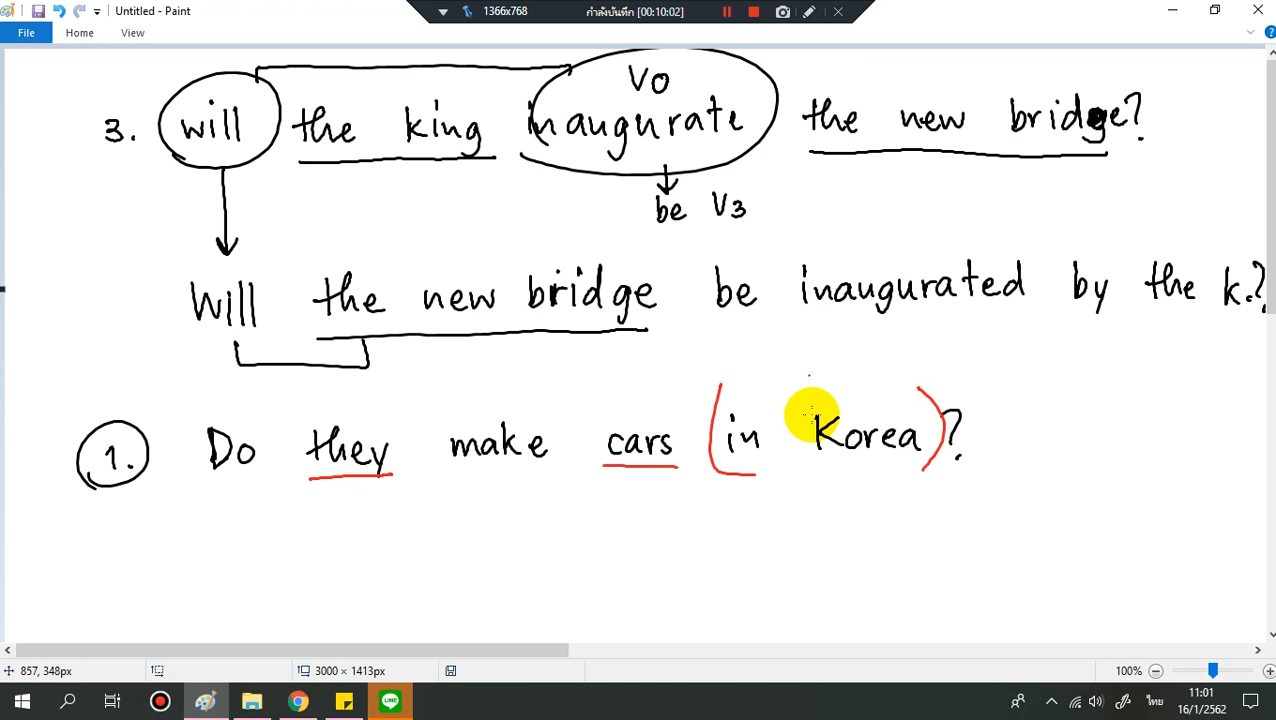 Untitled - Paint
1366x768
กำลังบันทึก [00:10:02]
File Home View
VO
3. will the king inaugurate the new bridge?
be V3
Will the new bridge be inaugurated by the k.?
1. Do they make cars (in Korea)?
857, 348px
3000 × 1413px
100%
LINE
ไทย
11:01
16/1/2562